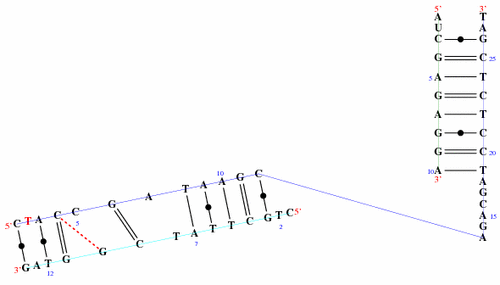 5' 3'
A T
U A
C G
G C 25
5 A T
G C
A T
G C
G C 20
10 A T
3' A
G
C
A 15
G
A
10
5' C T A C C G A T A A G C
5
3' G A T G G C T A T T C G T C 5'
12 7 2